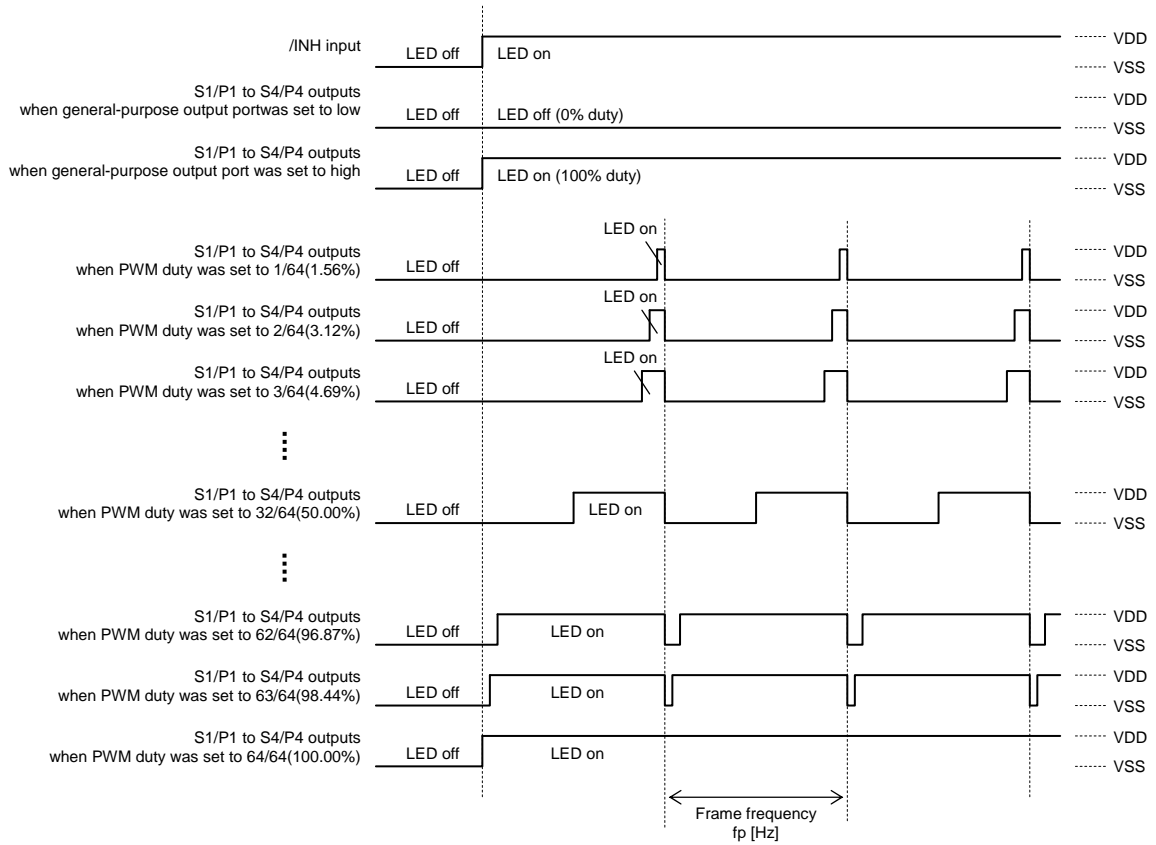 /INH input
LED off
LED on
VDD
VSS
S1/P1 to S4/P4 outputs
when general-purpose output portwas set to low
LED off
LED off (0% duty)
VDD
VSS
S1/P1 to S4/P4 outputs
when general-purpose output port was set to high
LED off
LED on (100% duty)
VDD
VSS
S1/P1 to S4/P4 outputs
when PWM duty was set to 1/64(1.56%)
LED off
LED on
VDD
VSS
S1/P1 to S4/P4 outputs
when PWM duty was set to 2/64(3.12%)
LED off
LED on
VDD
VSS
S1/P1 to S4/P4 outputs
when PWM duty was set to 3/64(4.69%)
LED off
LED on
VDD
VSS
S1/P1 to S4/P4 outputs
when PWM duty was set to 32/64(50.00%)
LED off
LED on
VDD
VSS
S1/P1 to S4/P4 outputs
when PWM duty was set to 62/64(96.87%)
LED off
LED on
VDD
VSS
S1/P1 to S4/P4 outputs
when PWM duty was set to 63/64(98.44%)
LED off
LED on
VDD
VSS
S1/P1 to S4/P4 outputs
when PWM duty was set to 64/64(100.00%)
LED off
LED on
VDD
VSS
Frame frequency
fp [Hz]